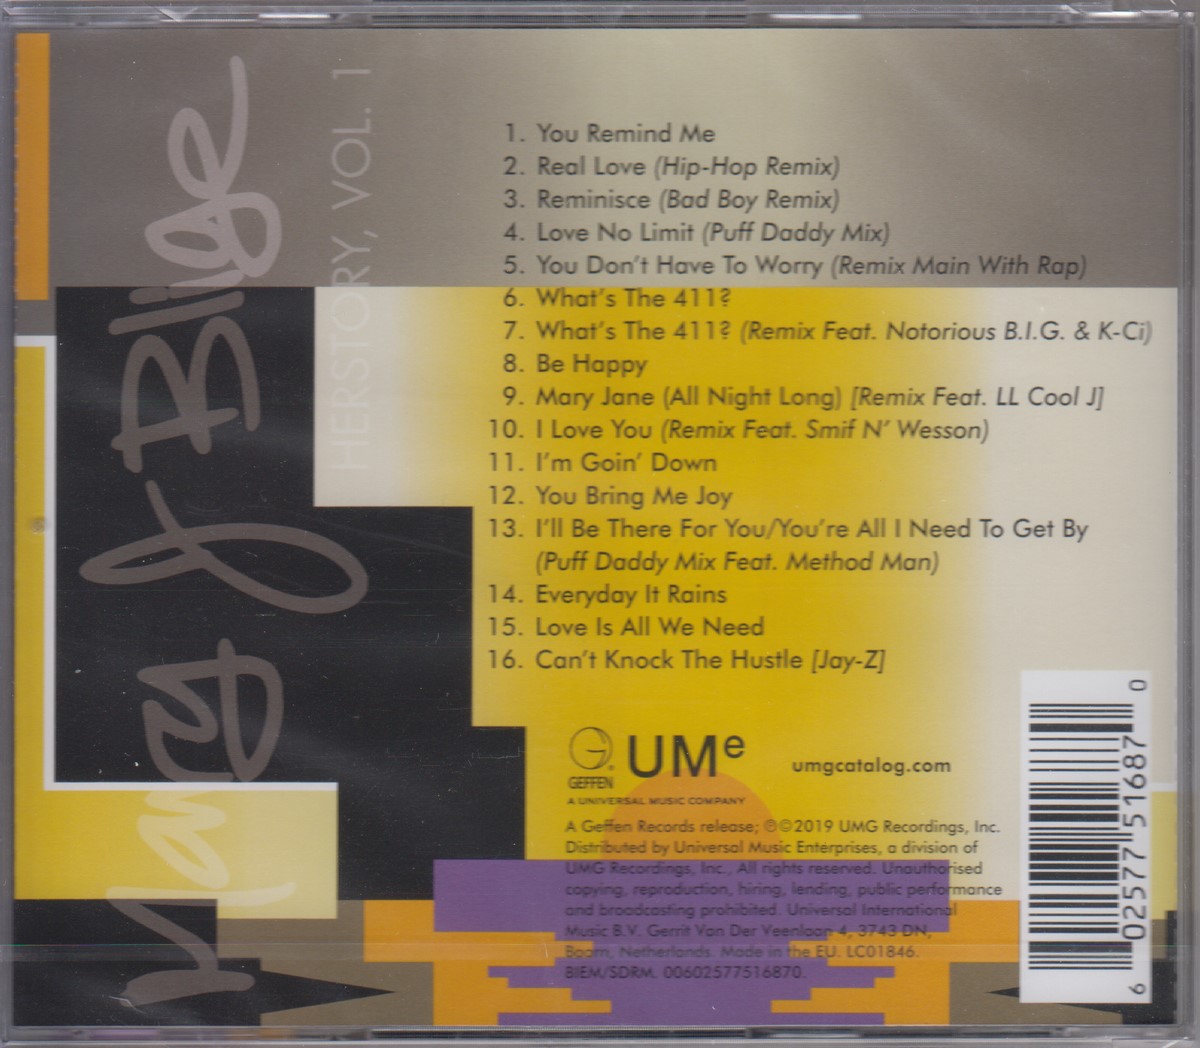 Mary J Blige
HERSTORY, VOL. 1
1. You Remind Me
2. Real Love (Hip-Hop Remix)
3. Reminisce (Bad Boy Remix)
4. Love No Limit (Puff Daddy Mix)
5. You Don't Have To Worry (Remix Main With Rap)
6. What's The 411?
7. What's The 411? (Remix Feat. Notorious B.I.G. & K-Ci)
8. Be Happy
9. Mary Jane (All Night Long) [Remix Feat. LL Cool J]
10. I Love You (Remix Feat. Smif N' Wesson)
11. I'm Goin' Down
12. You Bring Me Joy
13. I'll Be There For You/You're All I Need To Get By
(Puff Daddy Mix Feat. Method Man)
14. Everyday It Rains
15. Love Is All We Need
16. Can't Knock The Hustle [Jay-Z]
G® GEFFEN
UMe
umgcatalog.com
A UNIVERSAL MUSIC COMPANY
A Geffen Records release; ℗©2019 UMG Recordings, Inc.
Distributed by Universal Music Enterprises, a division of
UMG Recordings, Inc., All rights reserved. Unauthorised
copying, reproduction, hiring, lending, public performance
and broadcasting prohibited. Universal International
Music B.V. Gerrit Van Der Veenlaan 4, 3743 DN,
Baarn, Netherlands. Made in the EU. LC01846.
BIEM/SDRM. 00602577516870.
6 02577 51687 0